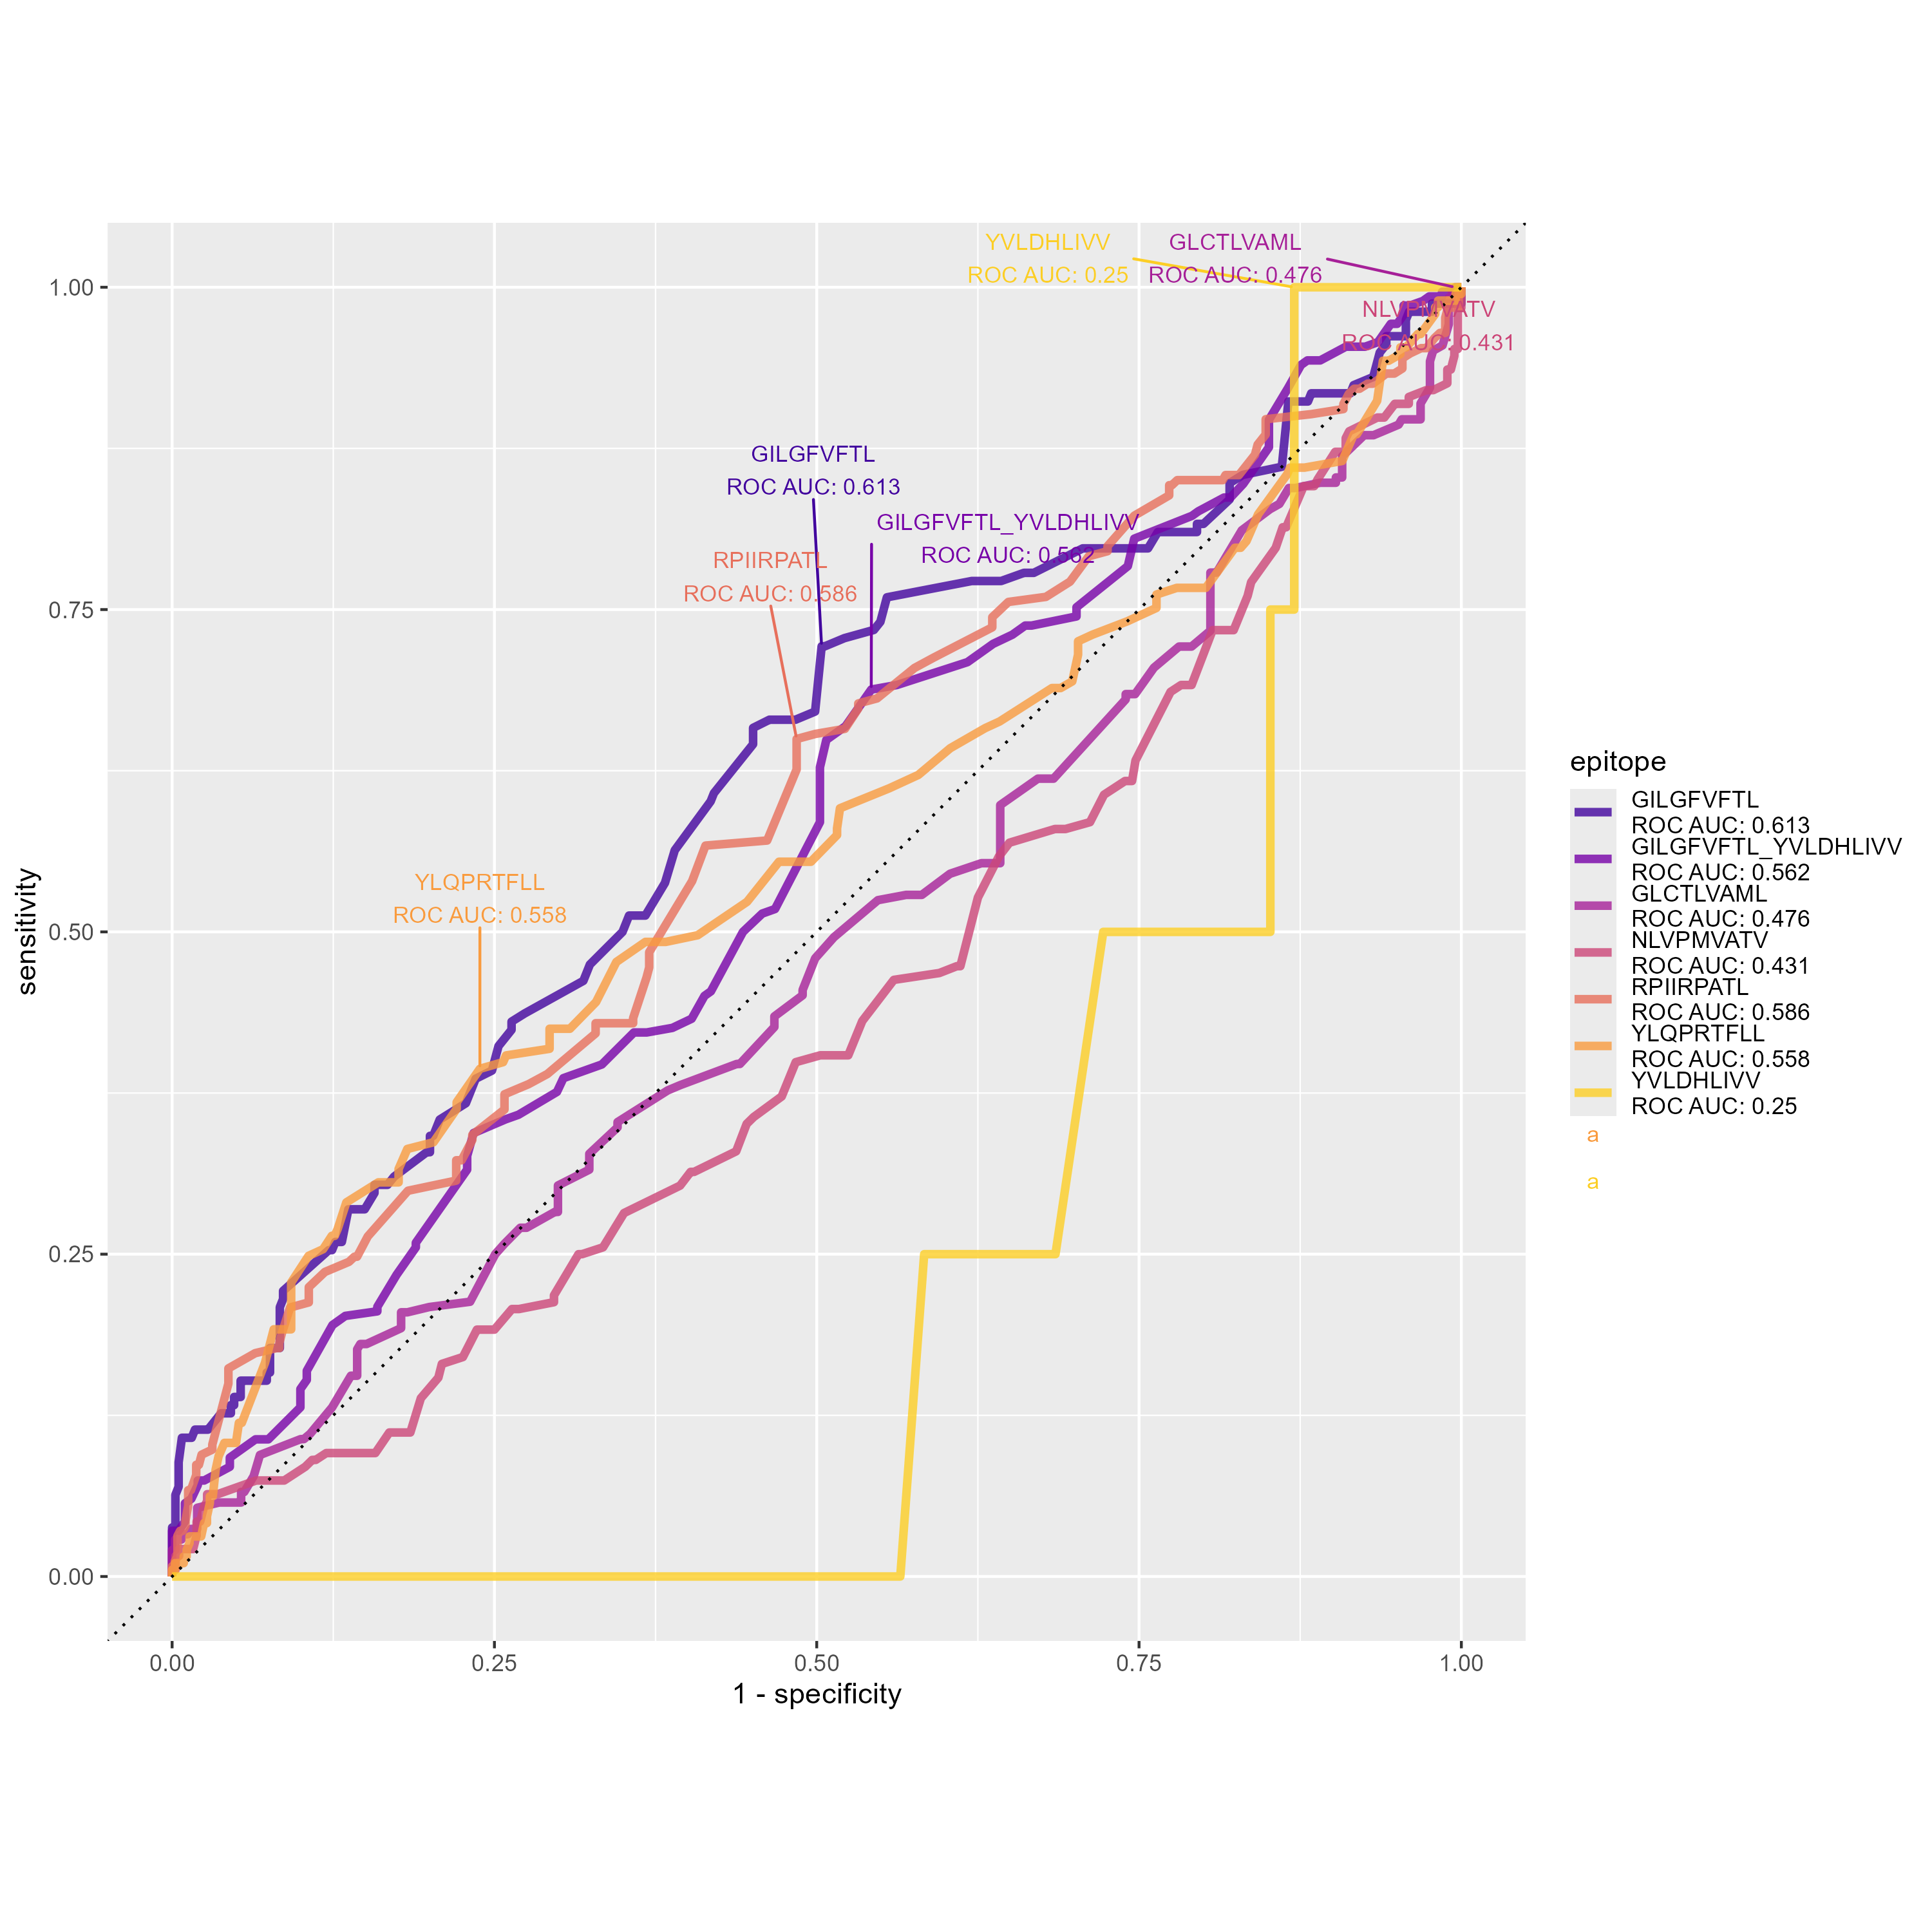 YVLDHLIVV
ROC AUC: 0.25
GLCTLVAML
ROC AUC: 0.476
NLVPMVATV
ROC AUC: 0.431
GILGFVFTL
ROC AUC: 0.613
GILGFVFTL_YVLDHLIVV
ROC AUC: 0.562
RPIIRPATL
ROC AUC: 0.586
YLQPRTFLL
ROC AUC: 0.558
1.00
0.75
0.50
0.25
0.00
sensitivity
0.00 0.25 0.50 0.75 1.00
1 - specificity
epitope
GILGFVFTL
ROC AUC: 0.613
GILGFVFTL_YVLDHLIVV
ROC AUC: 0.562
GLCTLVAML
ROC AUC: 0.476
NLVPMVATV
ROC AUC: 0.431
RPIIRPATL
ROC AUC: 0.586
YLQPRTFLL
ROC AUC: 0.558
YVLDHLIVV
ROC AUC: 0.25
a
a